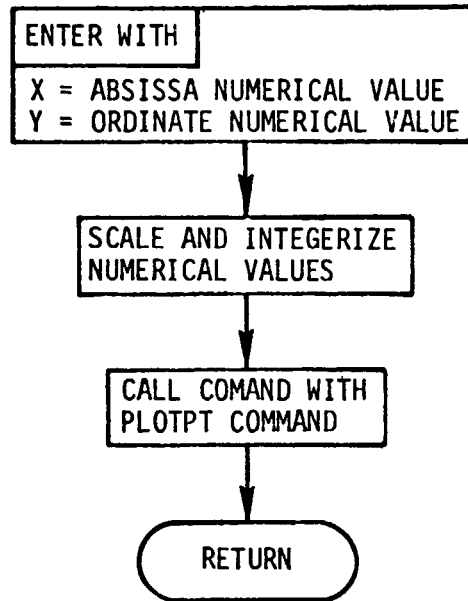 ENTER WITH
X = ABSISSA NUMERICAL VALUE
Y = ORDINATE NUMERICAL VALUE
SCALE AND INTEGERIZE
NUMERICAL VALUES
CALL COMAND WITH
PLOTPT COMMAND
RETURN